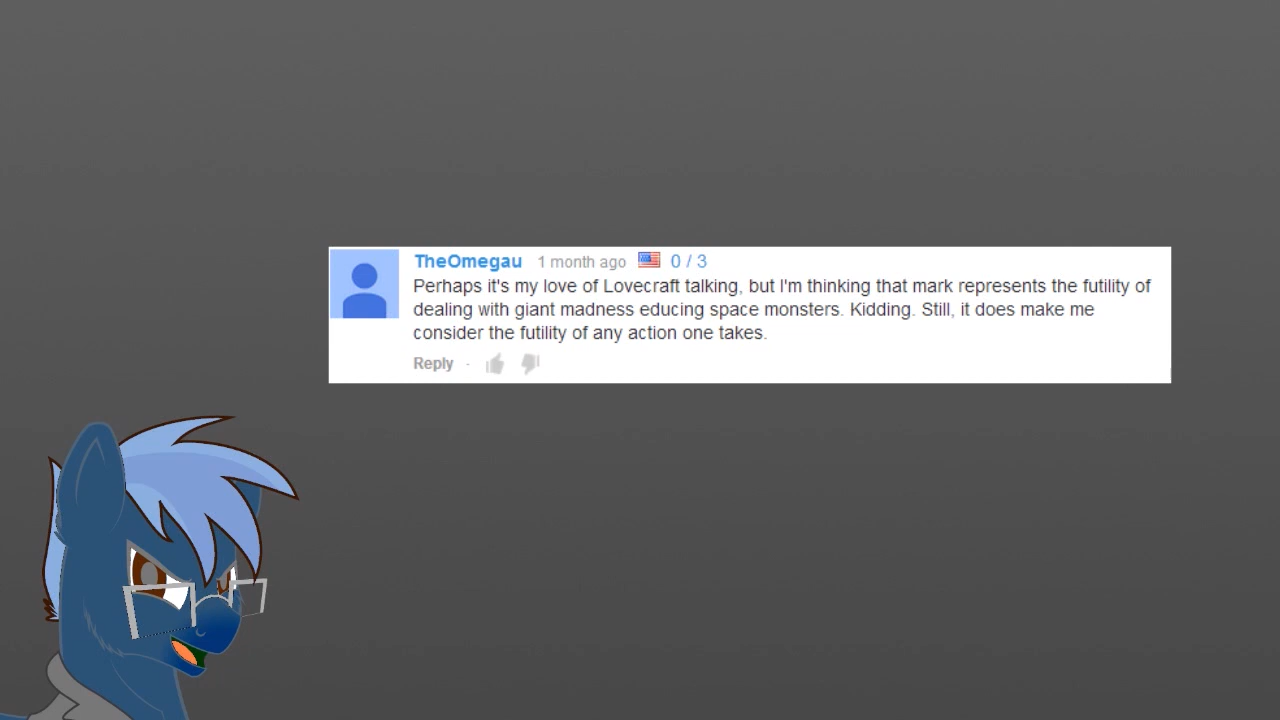 TheOmegau 1 month ago 0 / 3
Perhaps it's my love of Lovecraft talking, but I'm thinking that mark represents the futility of
dealing with giant madness educing space monsters. Kidding. Still, it does make me
consider the futility of any action one takes.
Reply ·